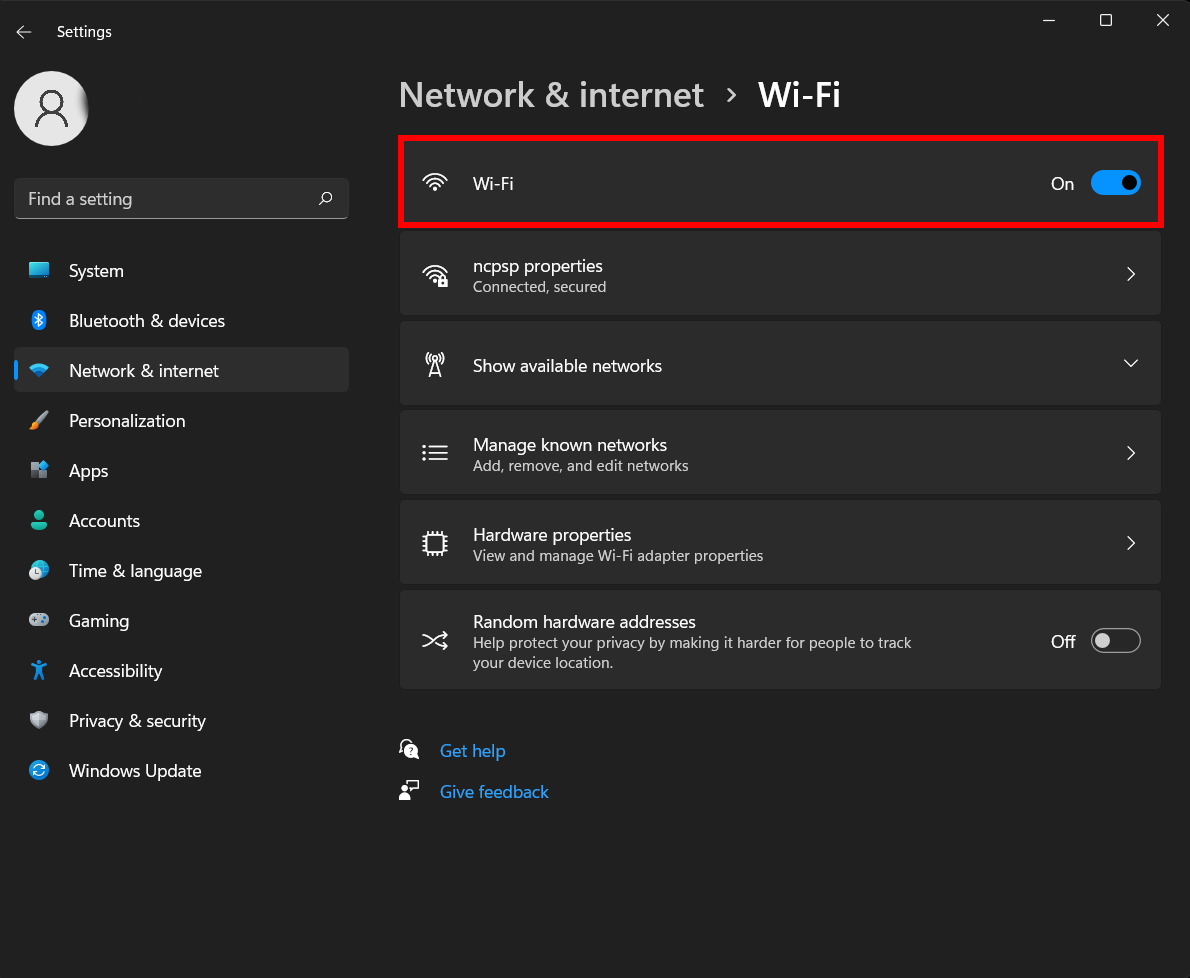 Settings
Network & internet › Wi-Fi
Find a setting
System
Bluetooth & devices
Network & internet
Personalization
Apps
Accounts
Time & language
Gaming
Accessibility
Privacy & security
Windows Update
Wi-Fi
On
ncpsp properties
Connected, secured
Show available networks
Manage known networks
Add, remove, and edit networks
Hardware properties
View and manage Wi-Fi adapter properties
Random hardware addresses
Help protect your privacy by making it harder for people to track
your device location.
Off
Get help
Give feedback